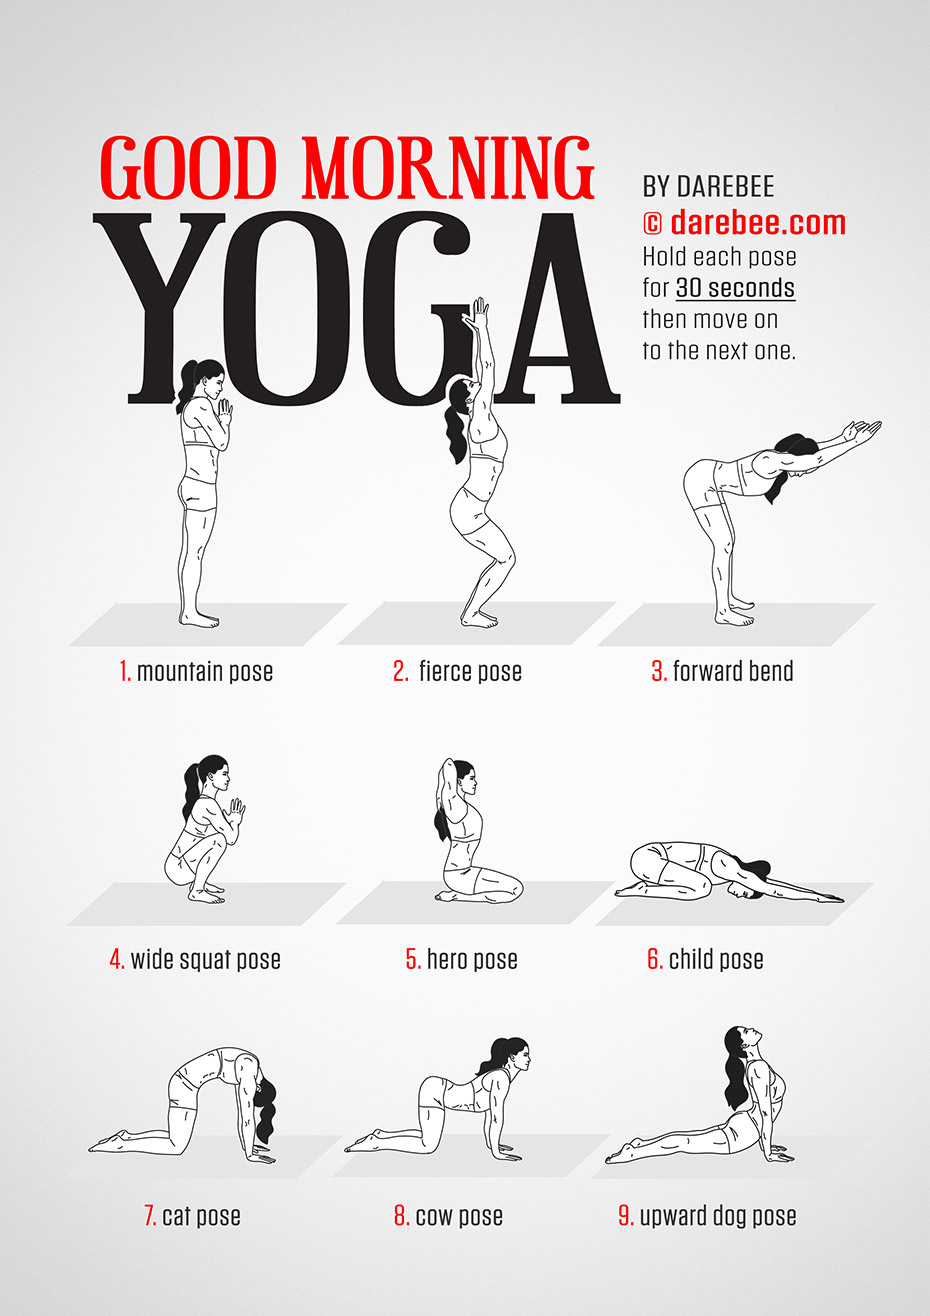 GOOD MORNING
YOGA
BY DAREBEE
© darebee.com
Hold each pose
for 30 seconds
then move on
to the next one.
1. mountain pose
2. fierce pose
3. forward bend
4. wide squat pose
5. hero pose
6. child pose
7. cat pose
8. cow pose
9. upward dog pose